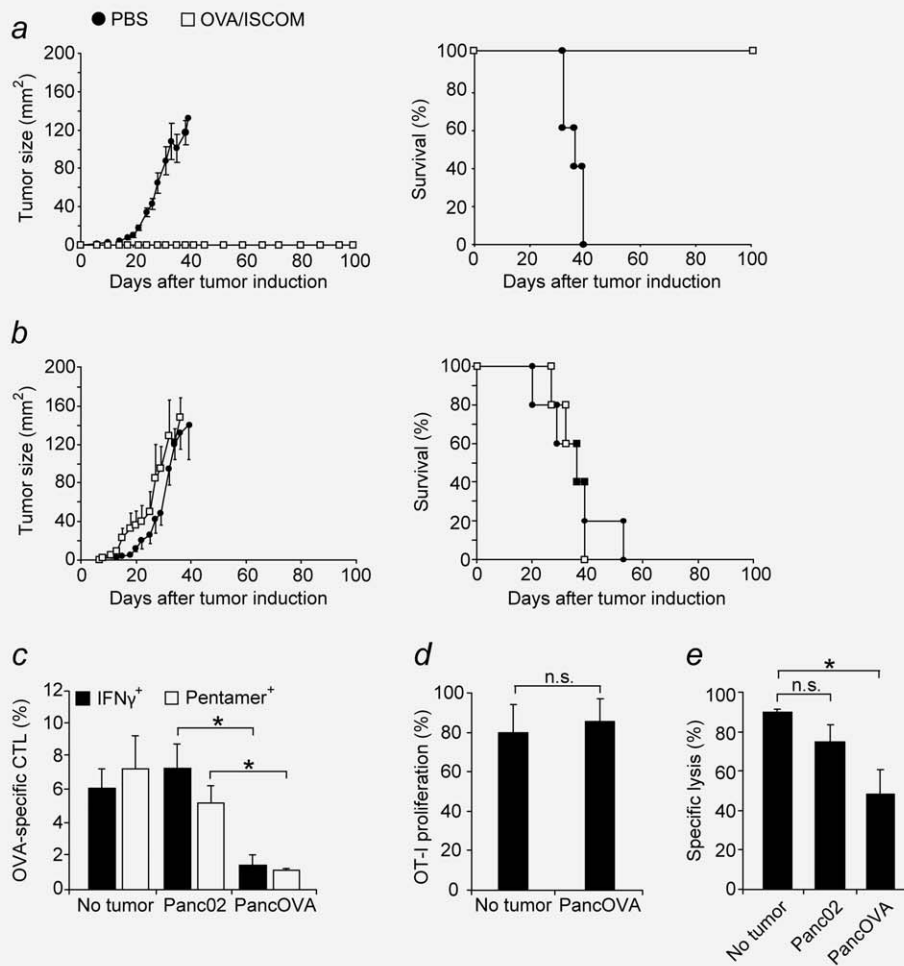 PBS OVA/ISCOM
a
Tumor size (mm²)
200
160
120
80
40
0
0 20 40 60 80 100
Days after tumor induction
Survival (%)
100
80
60
40
20
0
0 20 40 60 80 100
Days after tumor induction
b
Tumor size (mm²)
200
160
120
80
40
0
0 20 40 60 80 100
Days after tumor induction
Survival (%)
100
80
60
40
20
0
0 20 40 60 80 100
Days after tumor induction
c
IFNγ⁺ Pentamer⁺
OVA-specific CTL (%)
12
10
8
6
4
2
0
* *
No tumor Panc02 PancOVA
d
OT-I proliferation (%)
100
80
60
40
20
0
n.s.
No tumor PancOVA
e
Specific lysis (%)
100
80
60
40
20
0
*
n.s.
No tumor
Panc02
PancOVA